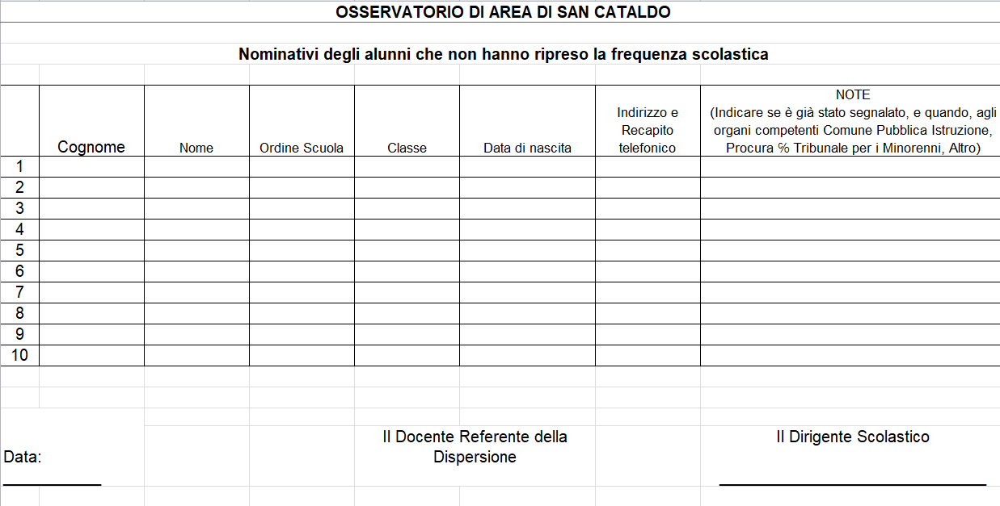 OSSERVATORIO DI AREA DI SAN CATALDO
Nominativi degli alunni che non hanno ripreso la frequenza scolastica
Cognome
Nome
Ordine Scuola
Classe
Data di nascita
Indirizzo e
Recapito
telefonico
NOTE
(Indicare se è già stato segnalato, e quando, agli
organi competenti Comune Pubblica Istruzione,
Procura ℅ Tribunale per i Minorenni, Altro)
1
2
3
4
5
6
7
8
9
10
Data:
Il Docente Referente della
Dispersione
Il Dirigente Scolastico